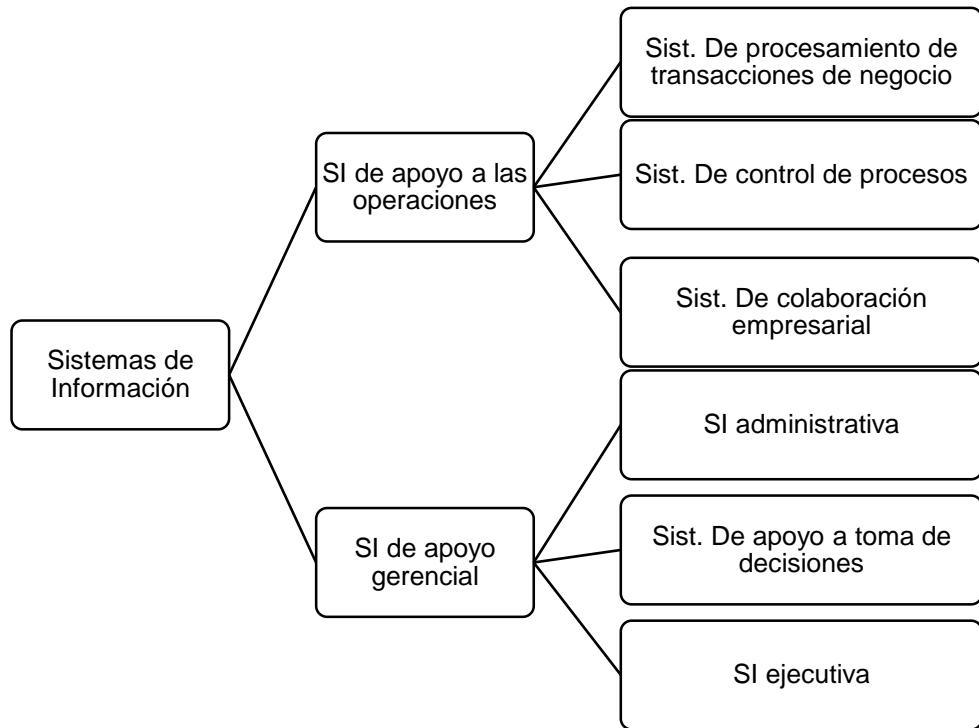 Sistemas de
Información
SI de apoyo a las
operaciones
Sist. De procesamiento de
transacciones de negocio
Sist. De control de procesos
Sist. De colaboración
empresarial
SI de apoyo
gerencial
SI administrativa
Sist. De apoyo a toma de
decisiones
SI ejecutiva